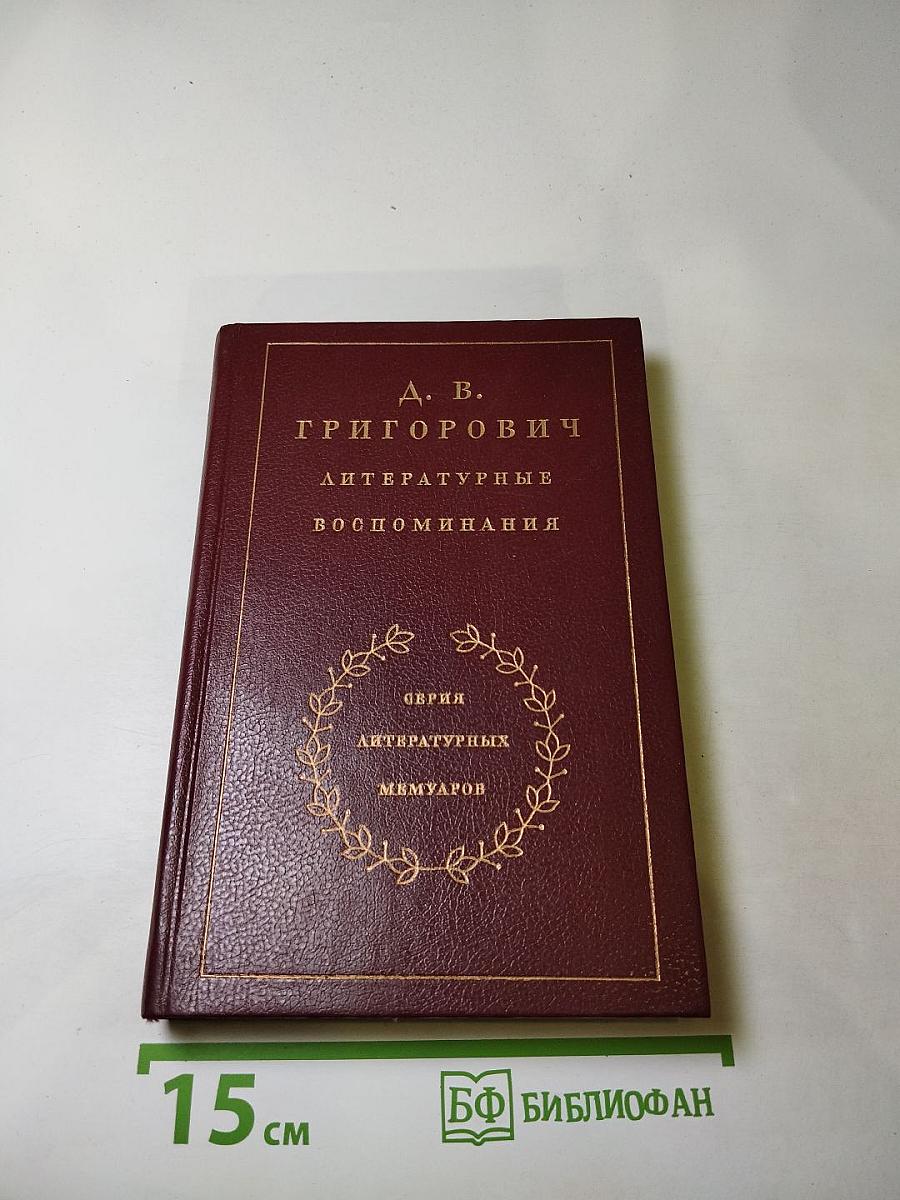 Д. В.
ГРИГОРОВИЧ
ЛИТЕРАТУРНЫЕ
ВОСПОМИНАНИЯ
СЕРИЯ
ЛИТЕРАТУРНЫХ
МЕМУАРОВ
15 см
БФ БИБЛИОФАН